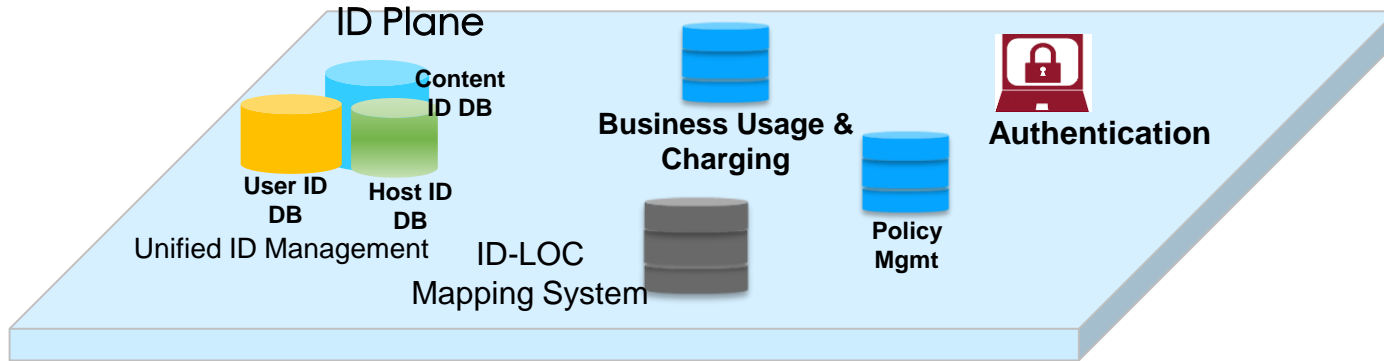 ID Plane
Content
ID DB
User ID
DB
Host ID
DB
Unified ID Management
ID-LOC
Mapping System
Business Usage &
Charging
Policy
Mgmt
Authentication